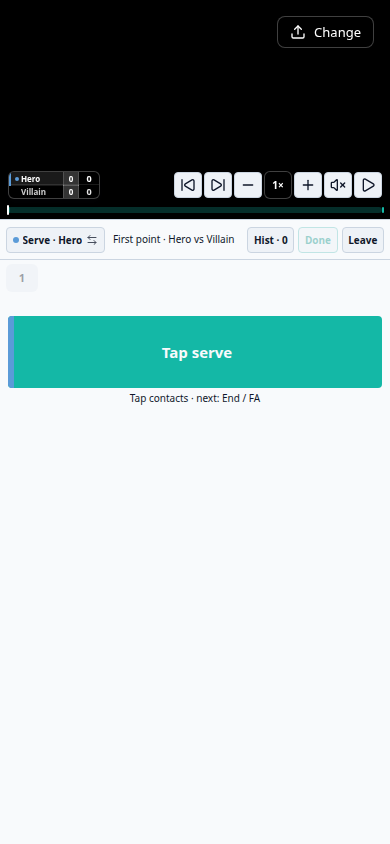 Change
Hero 0 0
Villain 0 0
1×
Serve · Hero
First point · Hero vs Villain
Hist · 0
Done
Leave
1
Tap serve
Tap contacts · next: End / FA